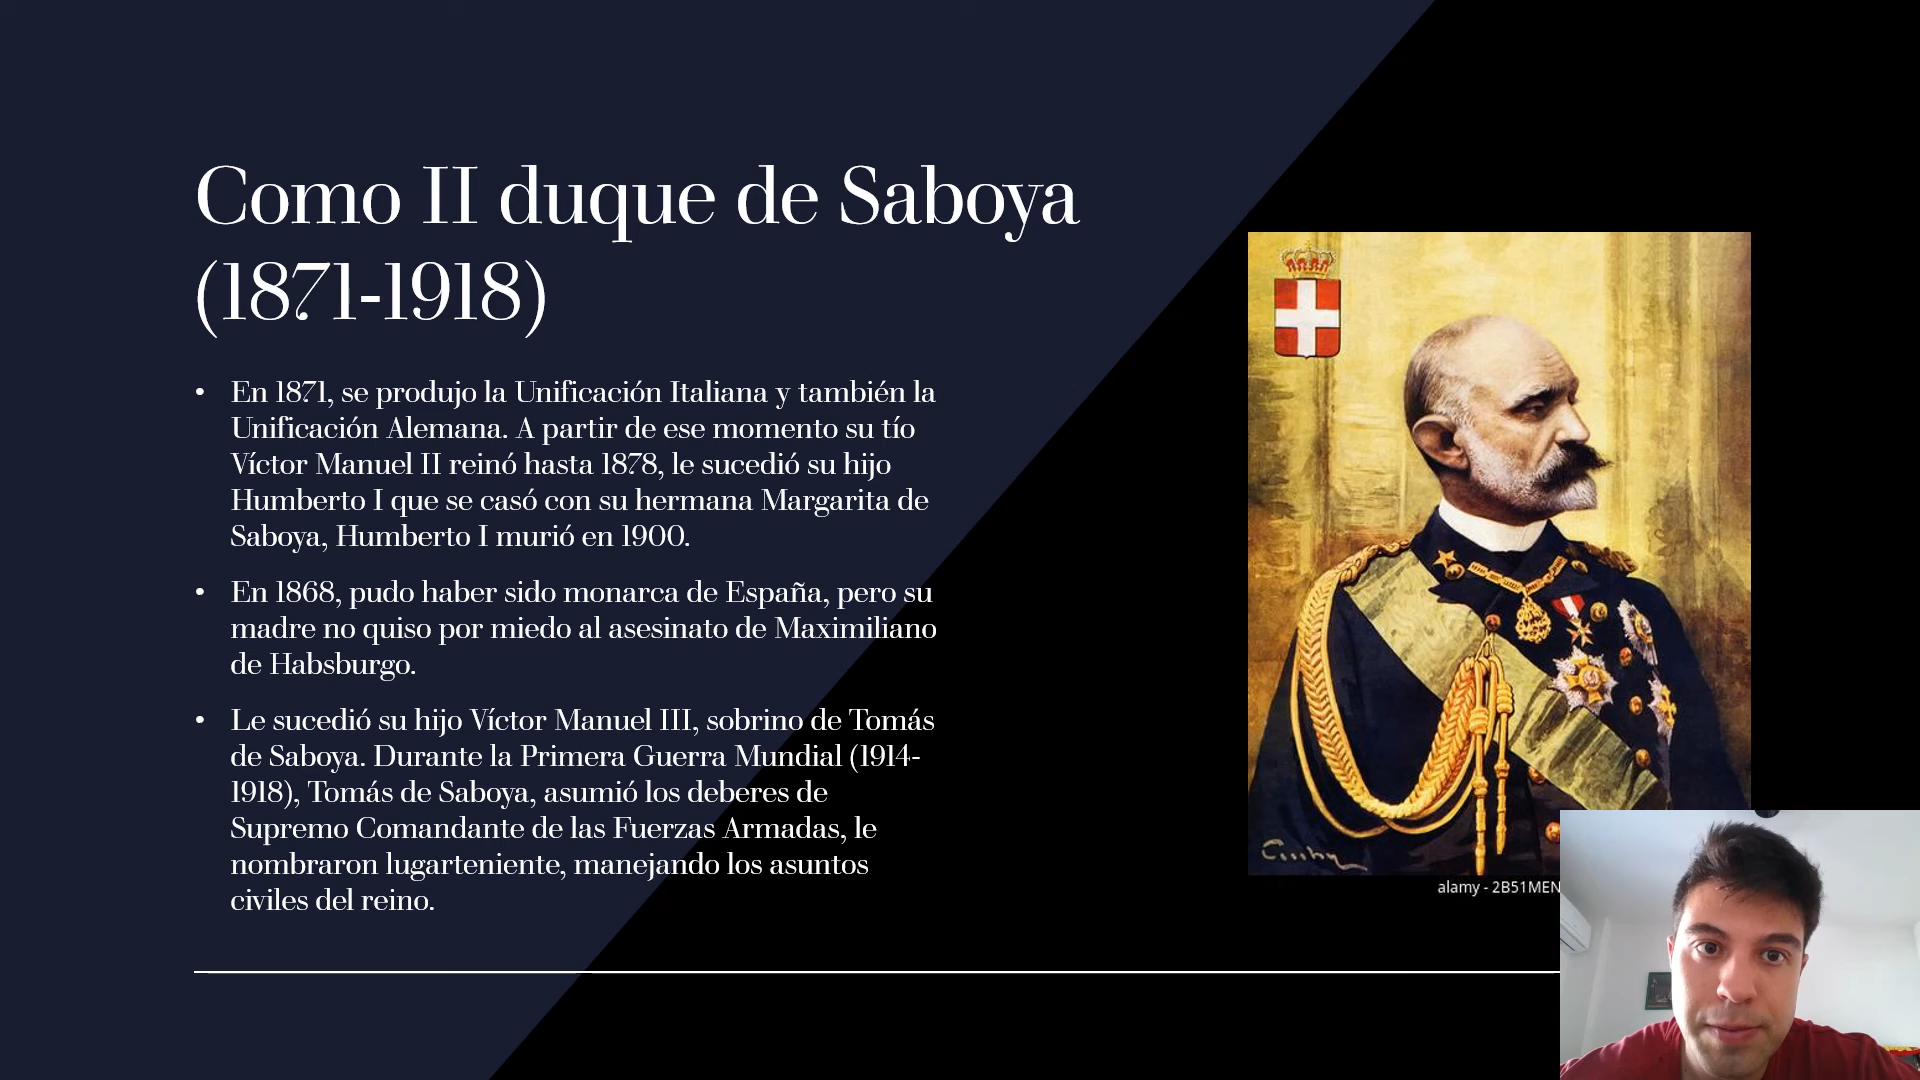 Como II duque de Saboya
(1871-1918)
• En 1871, se produjo la Unificación Italiana y también la
Unificación Alemana. A partir de ese momento su tío
Víctor Manuel II reinó hasta 1878, le sucedió su hijo
Humberto I que se casó con su hermana Margarita de
Saboya, Humberto I murió en 1900.
• En 1868, pudo haber sido monarca de España, pero su
madre no quiso por miedo al asesinato de Maximiliano
de Habsburgo.
• Le sucedió su hijo Víctor Manuel III, sobrino de Tomás
de Saboya. Durante la Primera Guerra Mundial (1914-
1918), Tomás de Saboya, asumió los deberes de
Supremo Comandante de las Fuerzas Armadas, le
nombraron lugarteniente, manejando los asuntos
civiles del reino.
alamy - 2B51MEN